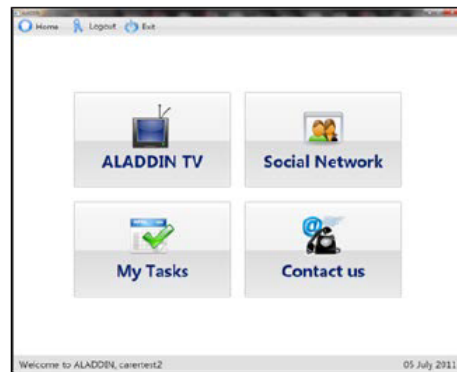 Home Logout Exit
ALADDIN TV Social Network
My Tasks Contact us
Welcome to ALADDIN, carertest2 05 July 2011